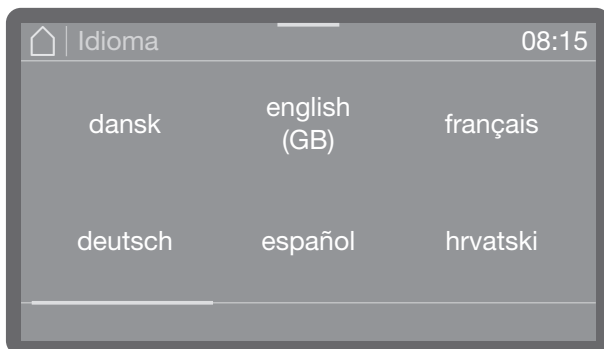 Idioma 08:15
dansk
english
(GB)
français
deutsch español hrvatski